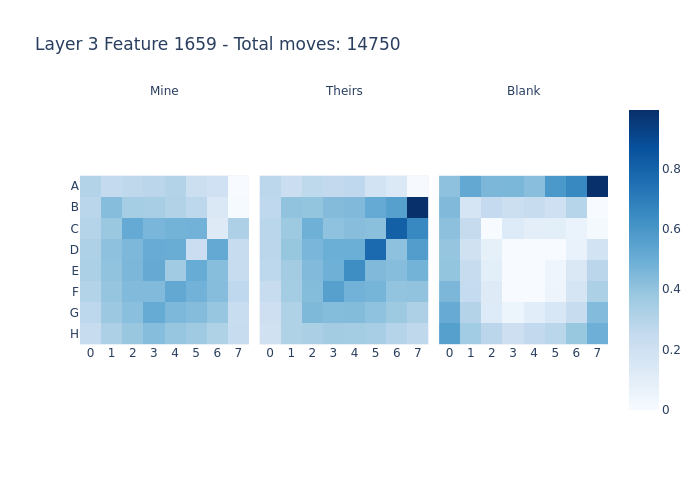 Layer 3 Feature 1659 - Total moves: 14750
Mine Theirs Blank
A
B
C
D
E
F
G
H
0 1 2 3 4 5 6 7 0 1 2 3 4 5 6 7 0 1 2 3 4 5 6 7
0.8
0.6
0.4
0.2
0